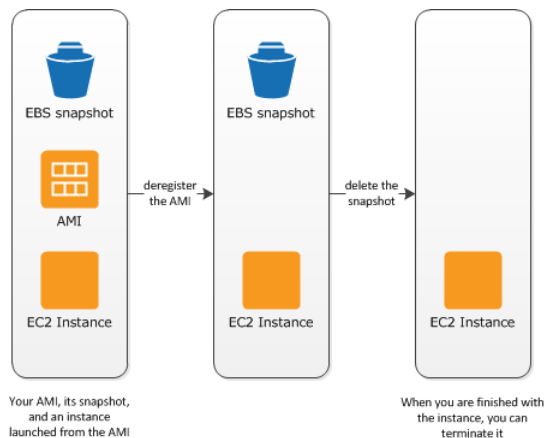 EBS snapshot
AMI
EC2 Instance
Your AMI, its snapshot,
and an instance
launched from the AMI
deregister
the AMI
EBS snapshot
EC2 Instance
delete the
snapshot
EC2 Instance
When you are finished with
the instance, you can
terminate it